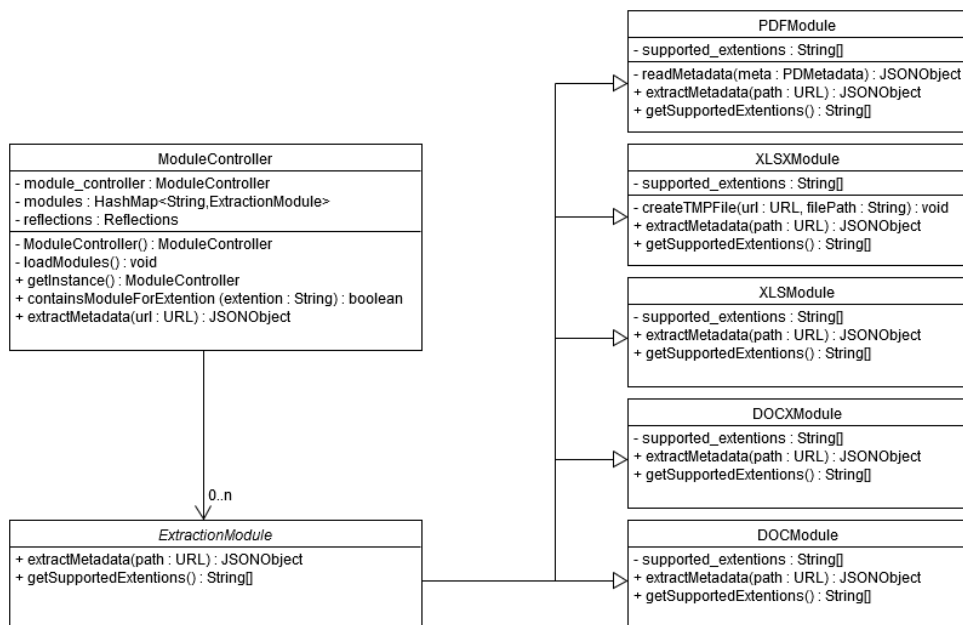 PDFModule
- supported_extentions : String[]
- readMetadata(meta : PDMetadata) : JSONObject
+ extractMetadata(path : URL) : JSONObject
+ getSupportedExtentions() : String[]
ModuleController
- module_controller : ModuleController
- modules : HashMap<String,ExtractionModule>
- reflections : Reflections
- ModuleController() : ModuleController
- loadModules() : void
+ getInstance() : ModuleController
+ containsModuleForExtention (extention : String) : boolean
+ extractMetadata(url : URL) : JSONObject
XLSXModule
- supported_extentions : String[]
- createTMPFile(url : URL, filePath : String) : void
+ extractMetadata(path : URL) : JSONObject
+ getSupportedExtentions() : String[]
XLSModule
- supported_extentions : String[]
+ extractMetadata(path : URL) : JSONObject
+ getSupportedExtentions() : String[]
DOCXModule
- supported_extentions : String[]
+ extractMetadata(path : URL) : JSONObject
+ getSupportedExtentions() : String[]
0..n
ExtractionModule
+ extractMetadata(path : URL) : JSONObject
+ getSupportedExtentions() : String[]
DOCModule
- supported_extentions : String[]
+ extractMetadata(path : URL) : JSONObject
+ getSupportedExtentions() : String[]